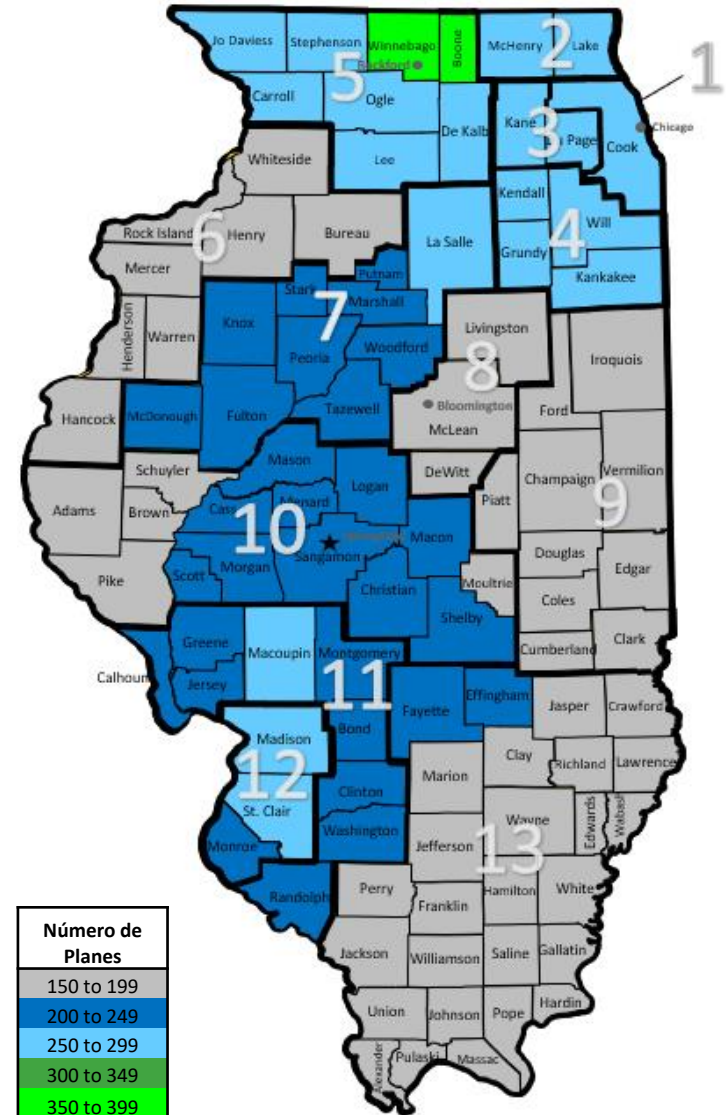 Jo Daviess
Stephenson
Winnebago
Boone
McHenry
Lake
2
1
Rockford
5
Carroll
Ogle
De Kalb
Kane
3
Page
Cook
Chicago
Whiteside
Lee
Kendall
Will
4
Rock Island
6
Henry
Bureau
La Salle
Grundy
Kankakee
Mercer
Putnam
Stark
7
Marshall
Henderson
Warren
Knox
Peoria
Woodford
Livingston
8
Iroquois
Hancock
McDonough
Fulton
Tazewell
Bloomington
McLean
Ford
Mason
Schuyler
Logan
DeWitt
Champaign
Vermilion
9
Adams
Brown
Cass
Menard
10
Sangamon
Macon
Piatt
Pike
Scott
Morgan
Christian
Moultrie
Douglas
Edgar
Coles
Shelby
Cumberland
Clark
Greene
Macoupin
Montgomery
Calhoun
Jersey
11
Fayette
Effingham
Jasper
Crawford
Madison
Bond
Clay
Richland
Lawrence
12
Marion
St. Clair
Clinton
Wayne
Edwards
Wabash
Monroe
Washington
Jefferson
13
Randolph
Perry
Franklin
Hamilton
White
Jackson
Williamson
Saline
Gallatin
Union
Johnson
Pope
Hardin
Alexander
Pulaski
Massac
Número de
Planes
150 to 199
200 to 249
250 to 299
300 to 349
350 to 399